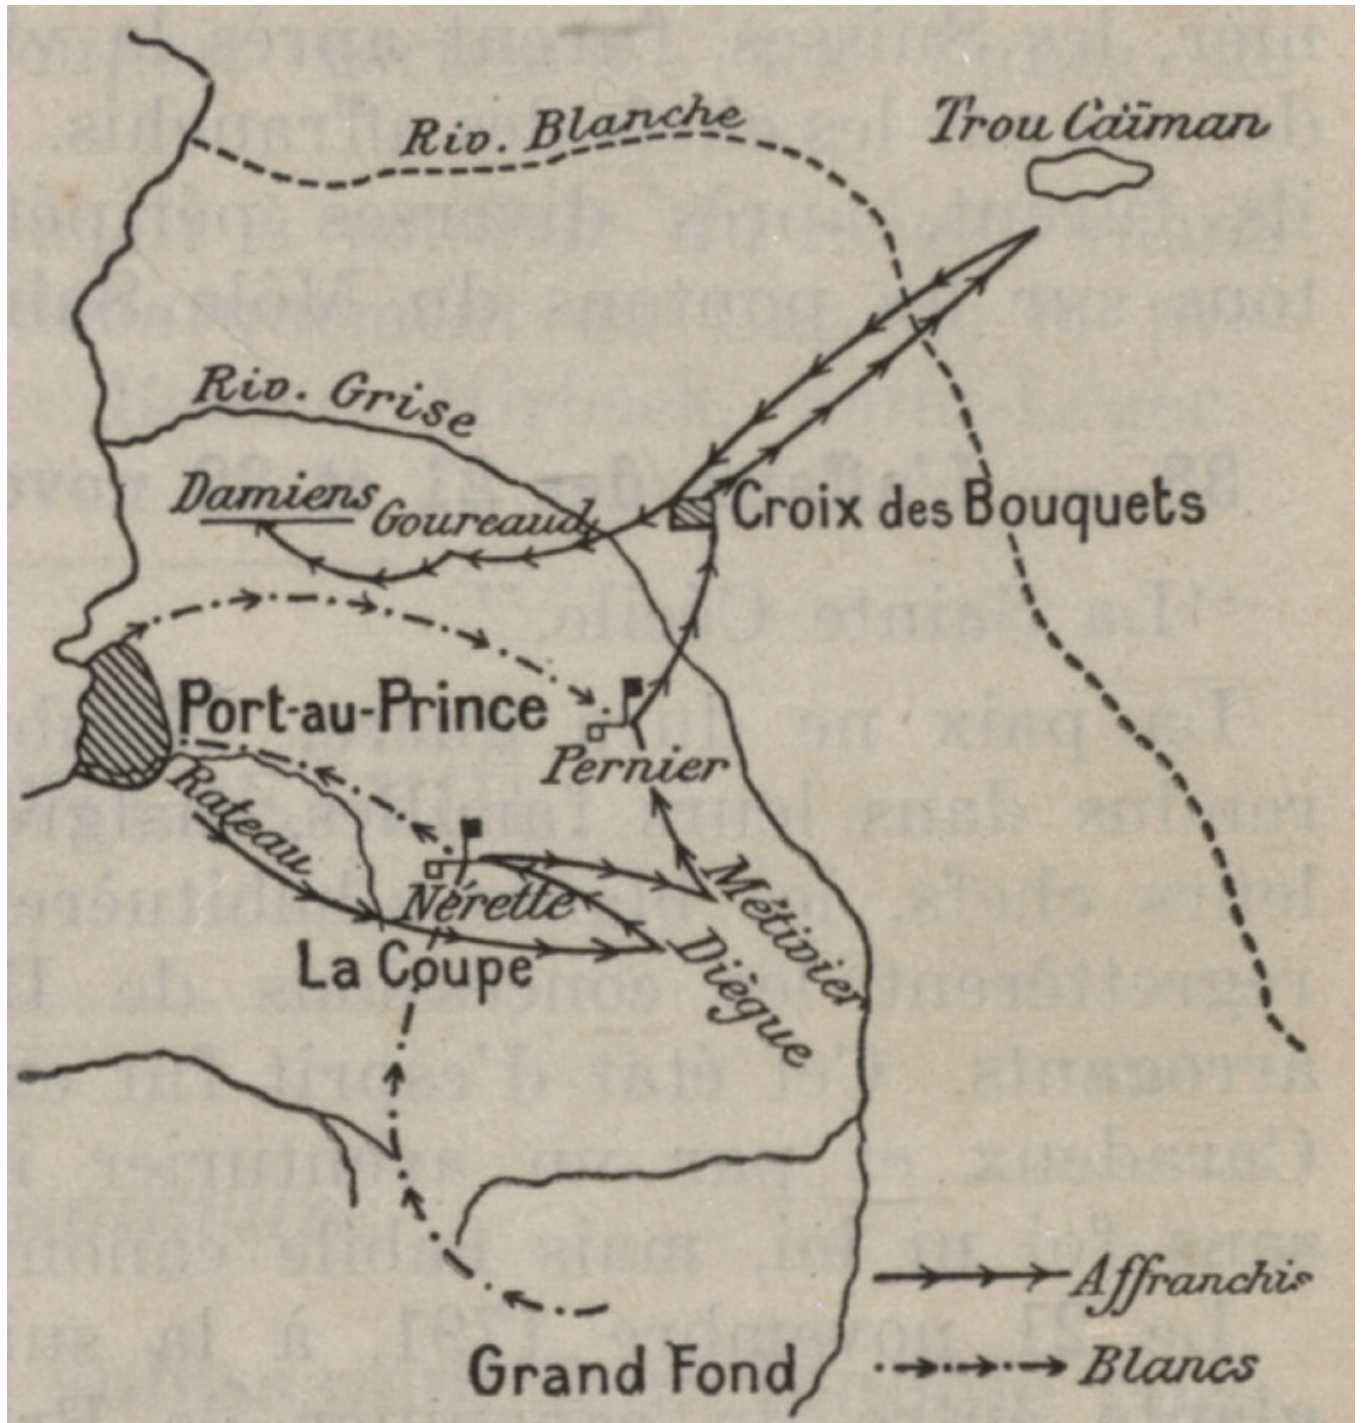 Riv. Blanche
Trou Caïman
Riv. Grise
Damiens
Goureaud
Croix des Bouquets
Port-au-Prince
Pernier
Rateau
Nérette
Métivier
La Coupe
Dièque
Affranchis
Grand Fond
Blancs